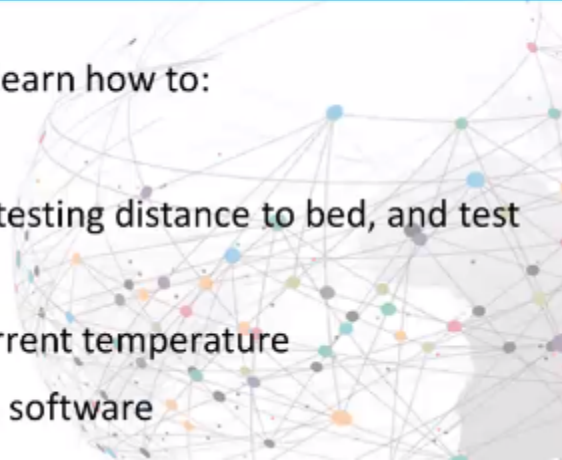 earn how to:
testing distance to bed, and test
rrent temperature
software